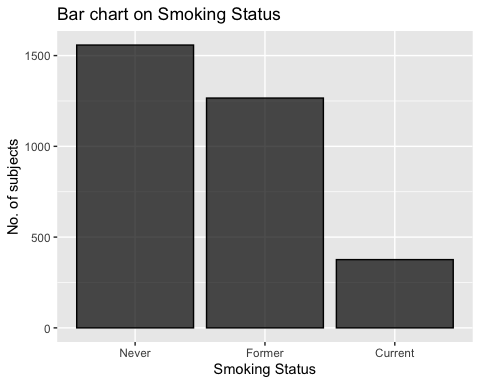 Bar chart on Smoking Status
No. of subjects
1500
1000
500
0
Never
Former
Current
Smoking Status